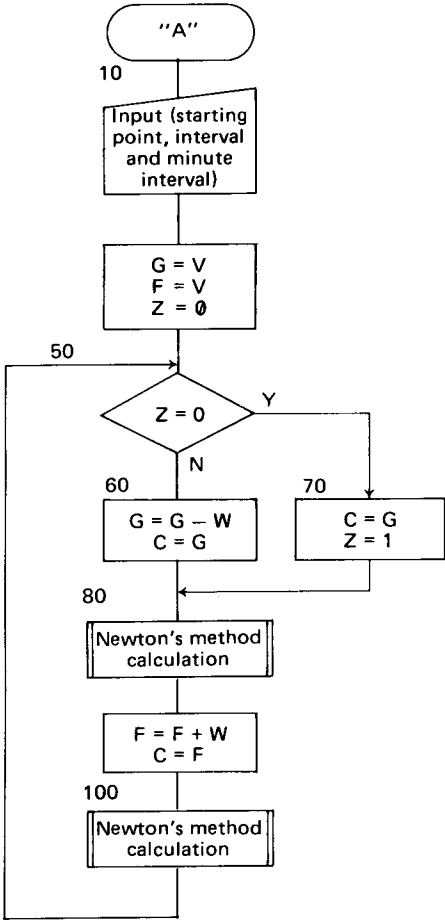 "A"
10
Input (starting
point, interval
and minute
interval)
G = V
F = V
Z = 0
50
Z = 0
Y
N
60
G = G – W
C = G
70
C = G
Z = 1
80
Newton's method
calculation
F = F + W
C = F
100
Newton's method
calculation